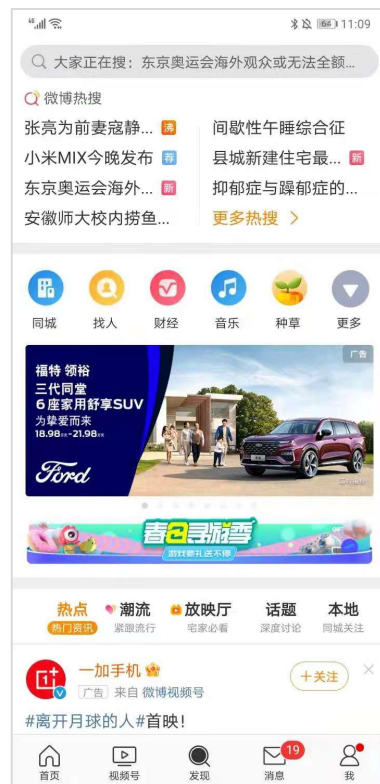 46 64 11:09
大家正在搜：东京奥运会海外观众或无法全额...
微博热搜
张亮为前妻寇静... 沸
间歇性午睡综合征
小米MIX今晚发布 荐
县城新建住宅最... 新
东京奥运会海外... 新
抑郁症与躁郁症的...
安徽师大校内捞鱼...
更多热搜 >
同城 找人 财经 音乐 种草 更多
广告
福特 领裕
三代同堂
6座家用舒享SUV
为挚爱而来
18.98万元-21.98万元
Ford
春日寻游季
游戏豪礼送不停
热点 潮流 放映厅 话题 本地
热门资讯 紧跟流行 宅家必看 深度讨论 同城关注
一加手机
广告 来自 微博视频号
+关注
#离开月球的人#首映！
19
首页 视频号 发现 消息 我